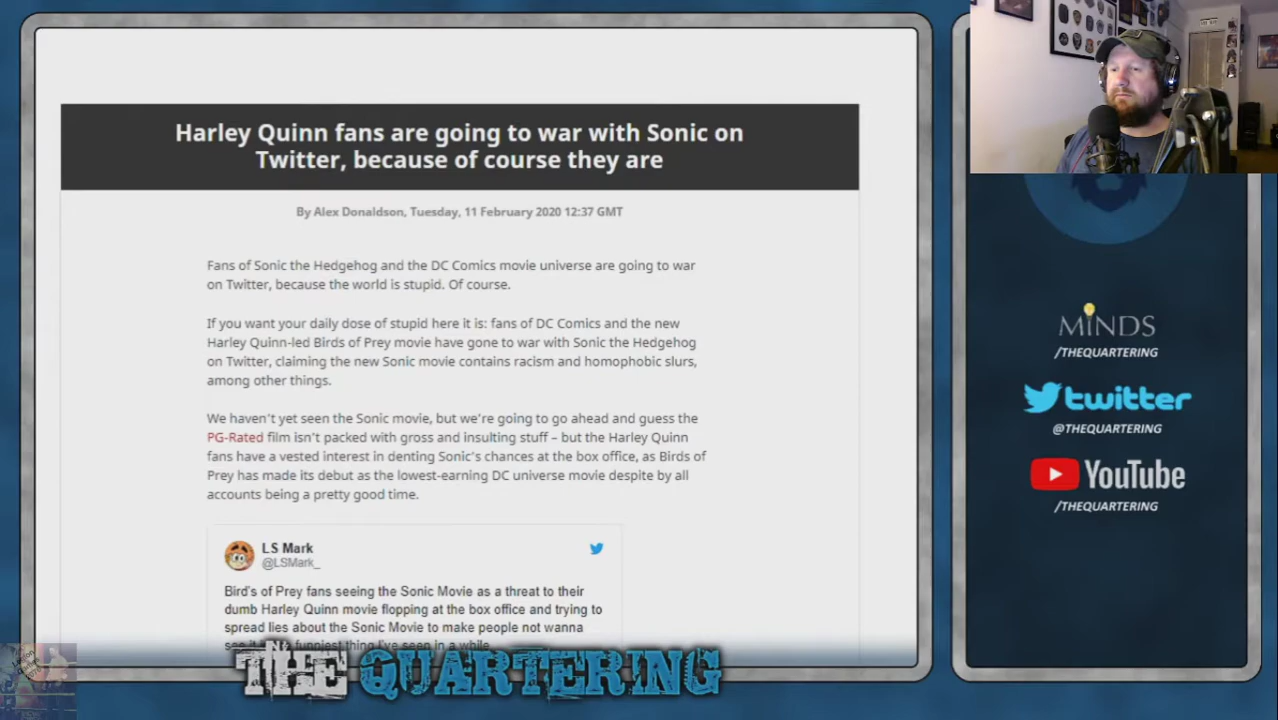 Harley Quinn fans are going to war with Sonic on
Twitter, because of course they are
By Alex Donaldson, Tuesday, 11 February 2020 12:37 GMT
Fans of Sonic the Hedgehog and the DC Comics movie universe are going to war
on Twitter, because the world is stupid. Of course.
If you want your daily dose of stupid here it is: fans of DC Comics and the new
Harley Quinn-led Birds of Prey movie have gone to war with Sonic the Hedgehog
on Twitter, claiming the new Sonic movie contains racism and homophobic slurs,
among other things.
We haven't yet seen the Sonic movie, but we're going to go ahead and guess the
PG-Rated film isn't packed with gross and insulting stuff – but the Harley Quinn
fans have a vested interest in denting Sonic's chances at the box office, as Birds of
Prey has made its debut as the lowest-earning DC universe movie despite by all
accounts being a pretty good time.
LS Mark
@LSMark_
Bird's of Prey fans seeing the Sonic Movie as a threat to their
dumb Harley Quinn movie flopping at the box office and trying to
spread lies about the Sonic Movie to make people not wanna
see it is the funniest thing I've seen in a while
THE QUARTERING
MINDS
/THEQUARTERING
twitter
@THEQUARTERING
YouTube
/THEQUARTERING